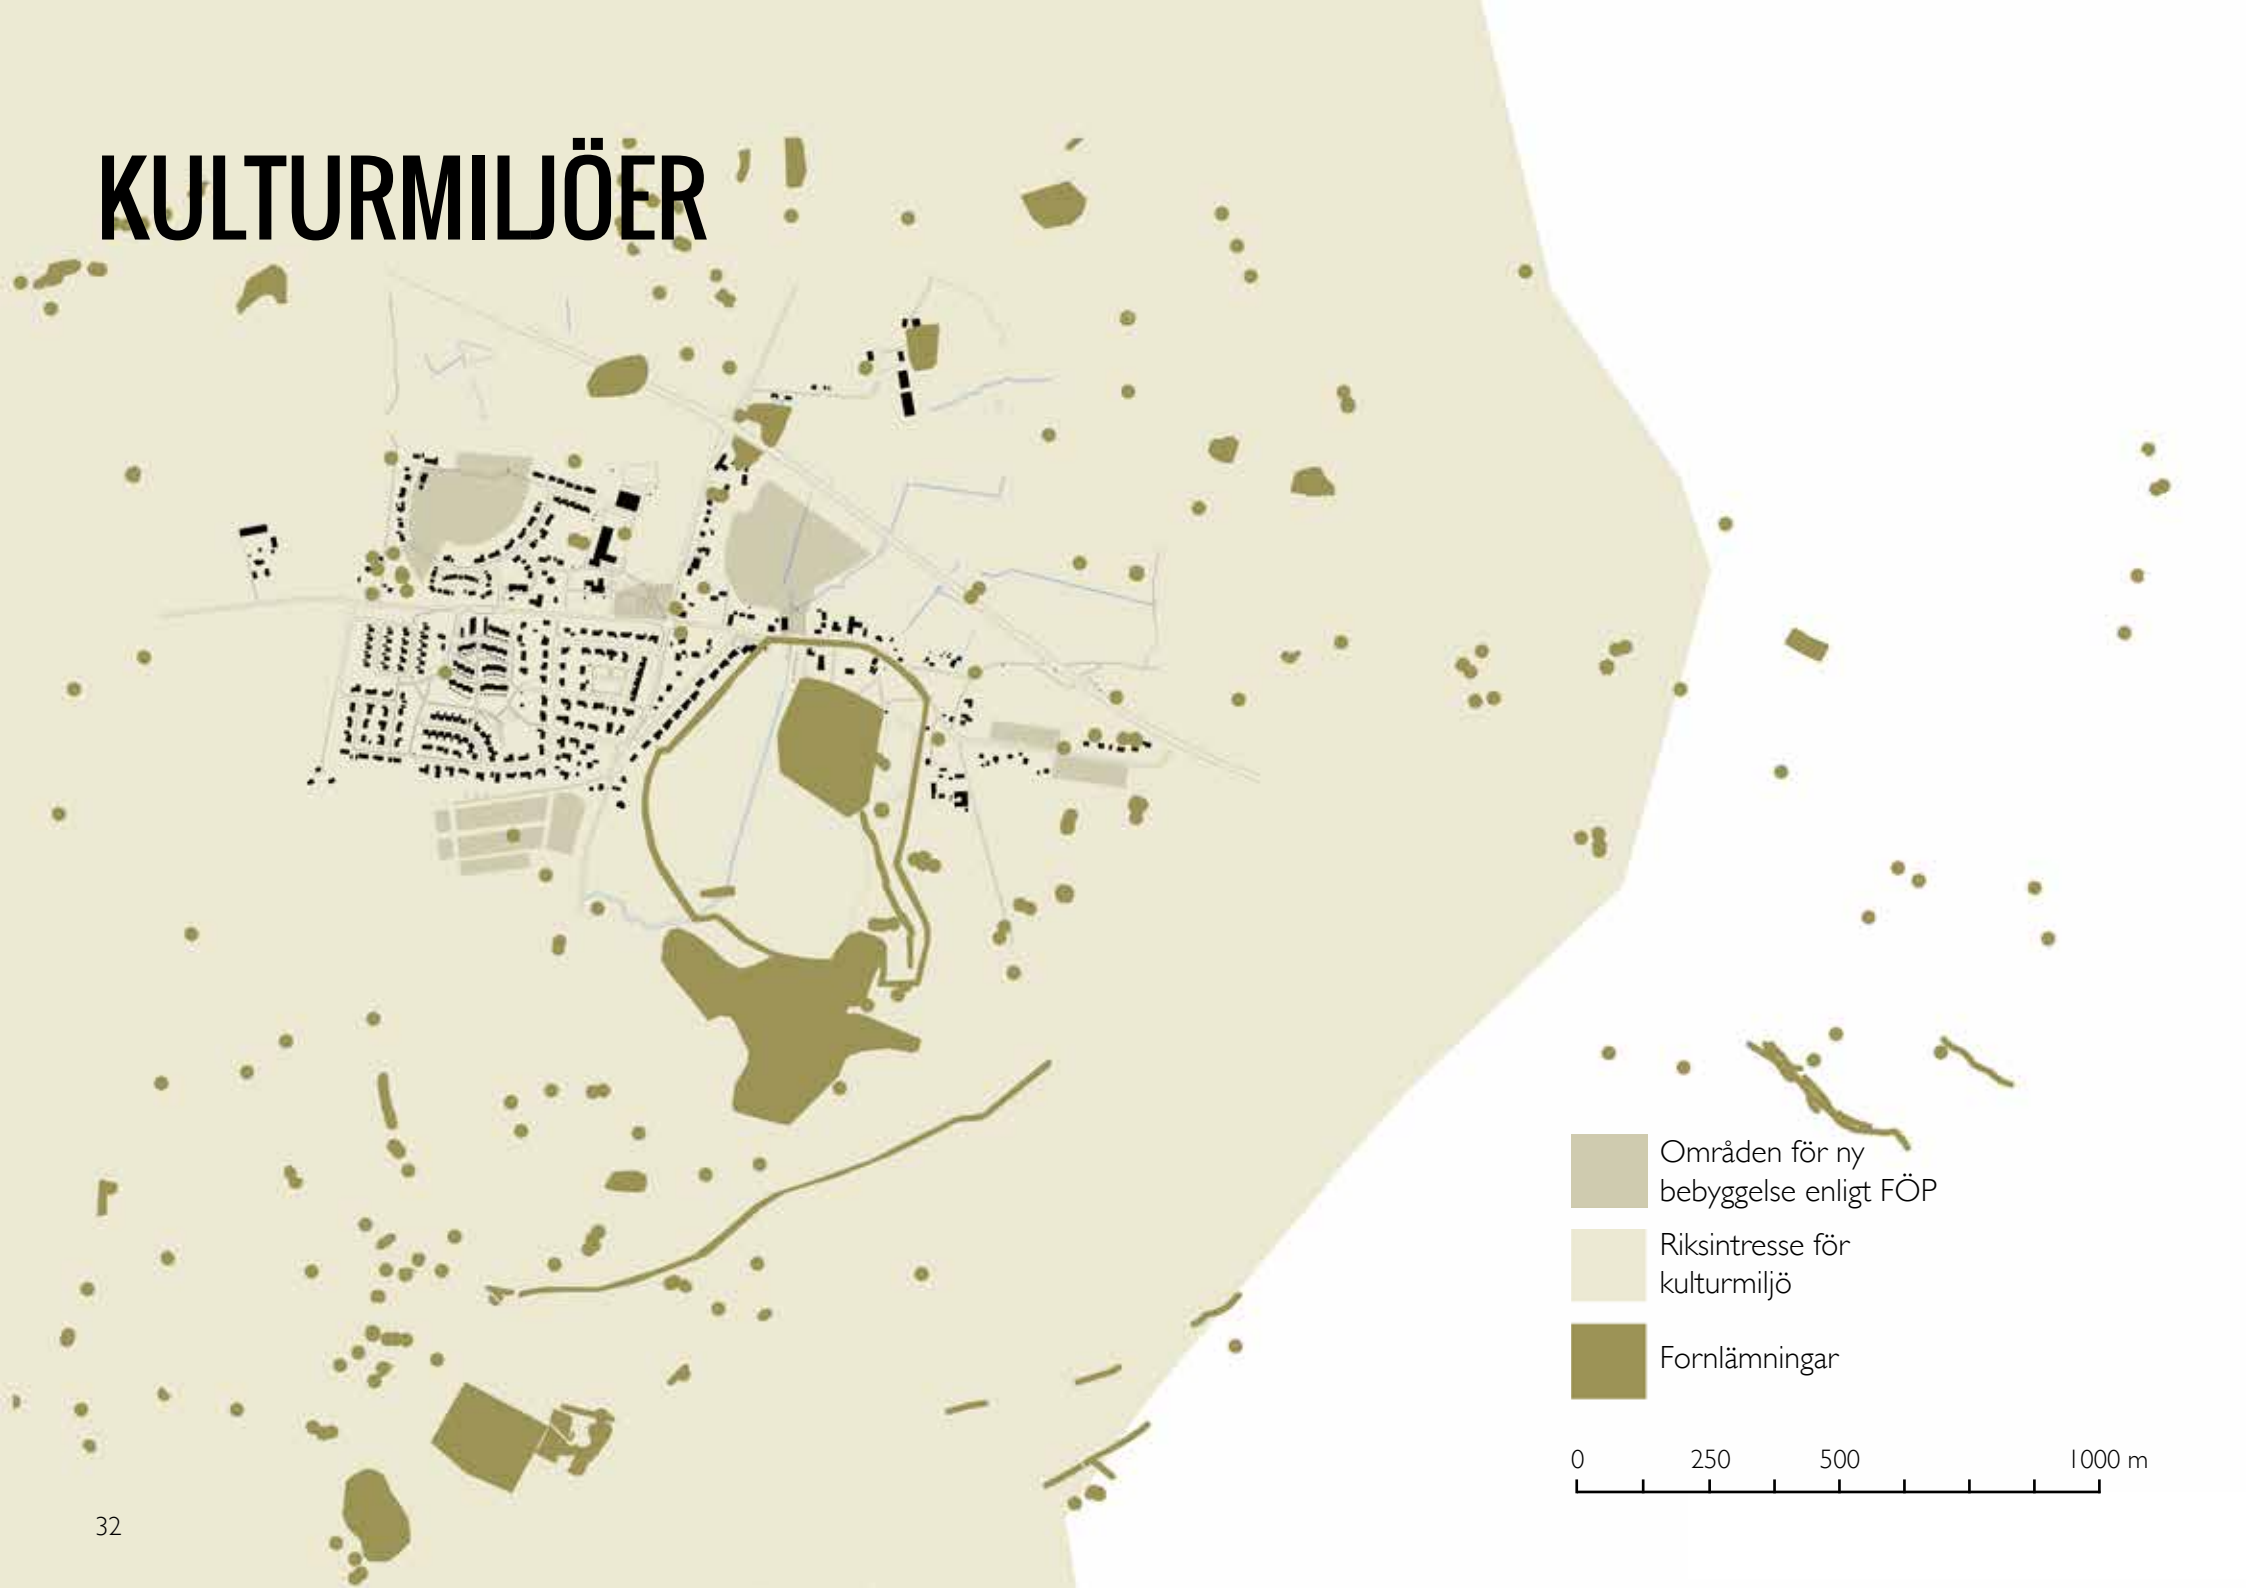 KULTURMILJÖER
Områden för ny
bebyggelse enligt FÖP
Riksintresse för
kulturmiljö
Fornlämningar
0 250 500 1000 m
32